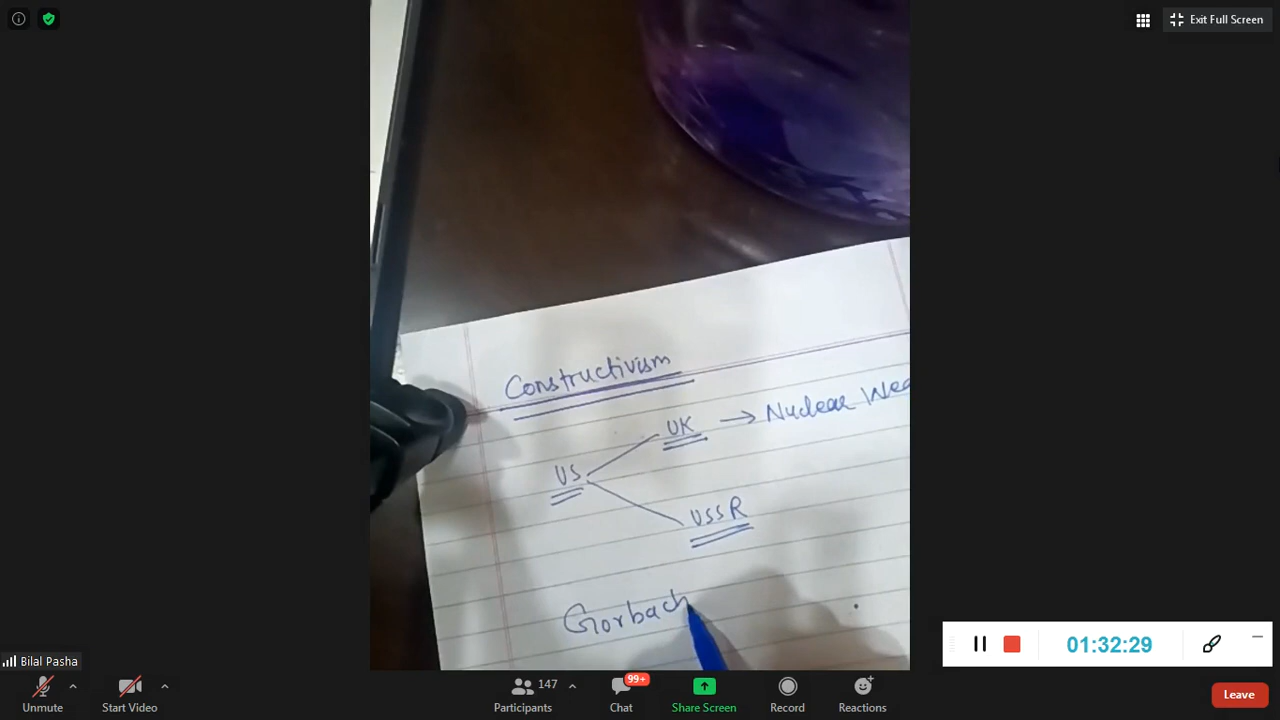 Exit Full Screen
Constructivism
UK → Nuclear
US
USSR
Gorbach
01:32:29
Bilal Pasha
Unmute
Start Video
147
Participants
99+
Chat
Share Screen
Record
Reactions
Leave